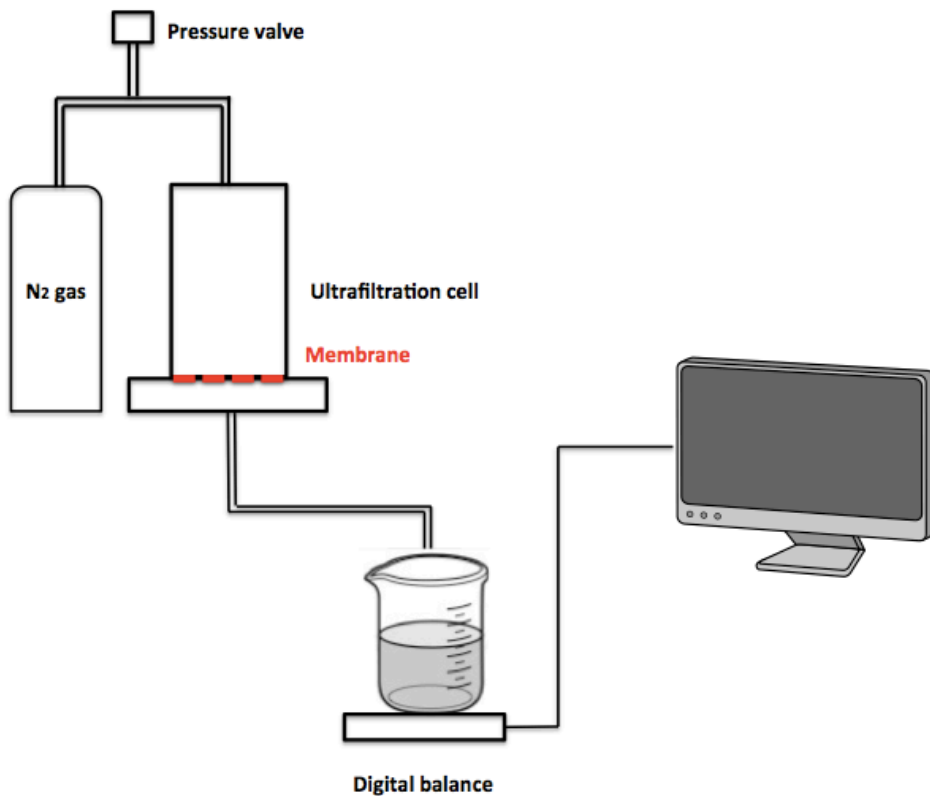 Pressure valve
N2 gas
Ultrafiltration cell
Membrane
Digital balance